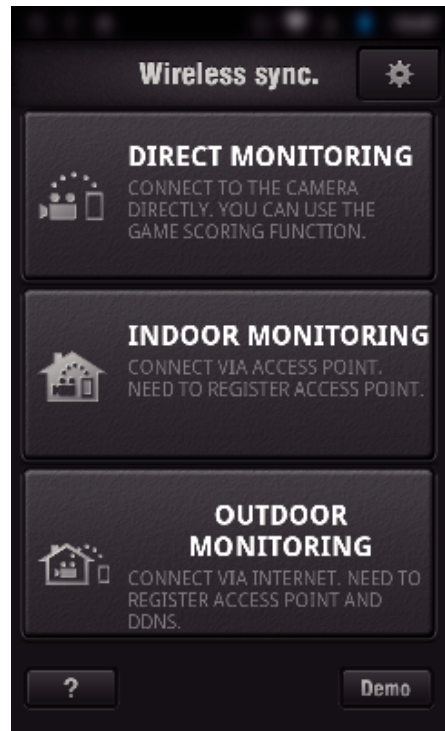 Wireless sync.
DIRECT MONITORING
CONNECT TO THE CAMERA
DIRECTLY. YOU CAN USE THE
GAME SCORING FUNCTION.
INDOOR MONITORING
CONNECT VIA ACCESS POINT.
NEED TO REGISTER ACCESS POINT.
OUTDOOR
MONITORING
CONNECT VIA INTERNET. NEED TO
REGISTER ACCESS POINT AND
DDNS.
?
Demo